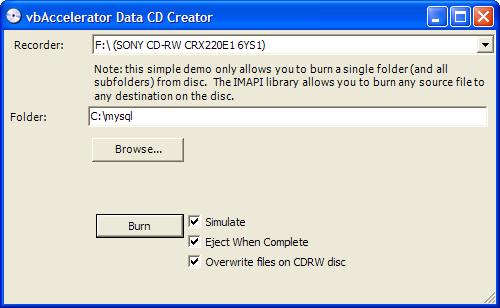 vbAccelerator Data CD Creator
Recorder: F:\ (SONY CD-RW CRX220E1 6YS1)
Note: this simple demo only allows you to burn a single folder (and all
subfolders) from disc.  The IMAPI library allows you to burn any source file to
any destination on the disc.
Folder: C:\mysql
Browse...
Burn
Simulate
Eject When Complete
Overwrite files on CDRW disc